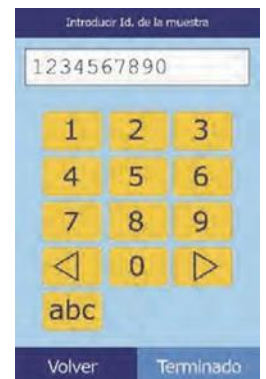 Introducir Id. de la muestra
1234567890
1 2 3
4 5 6
7 8 9
0
abc
Volver Terminado